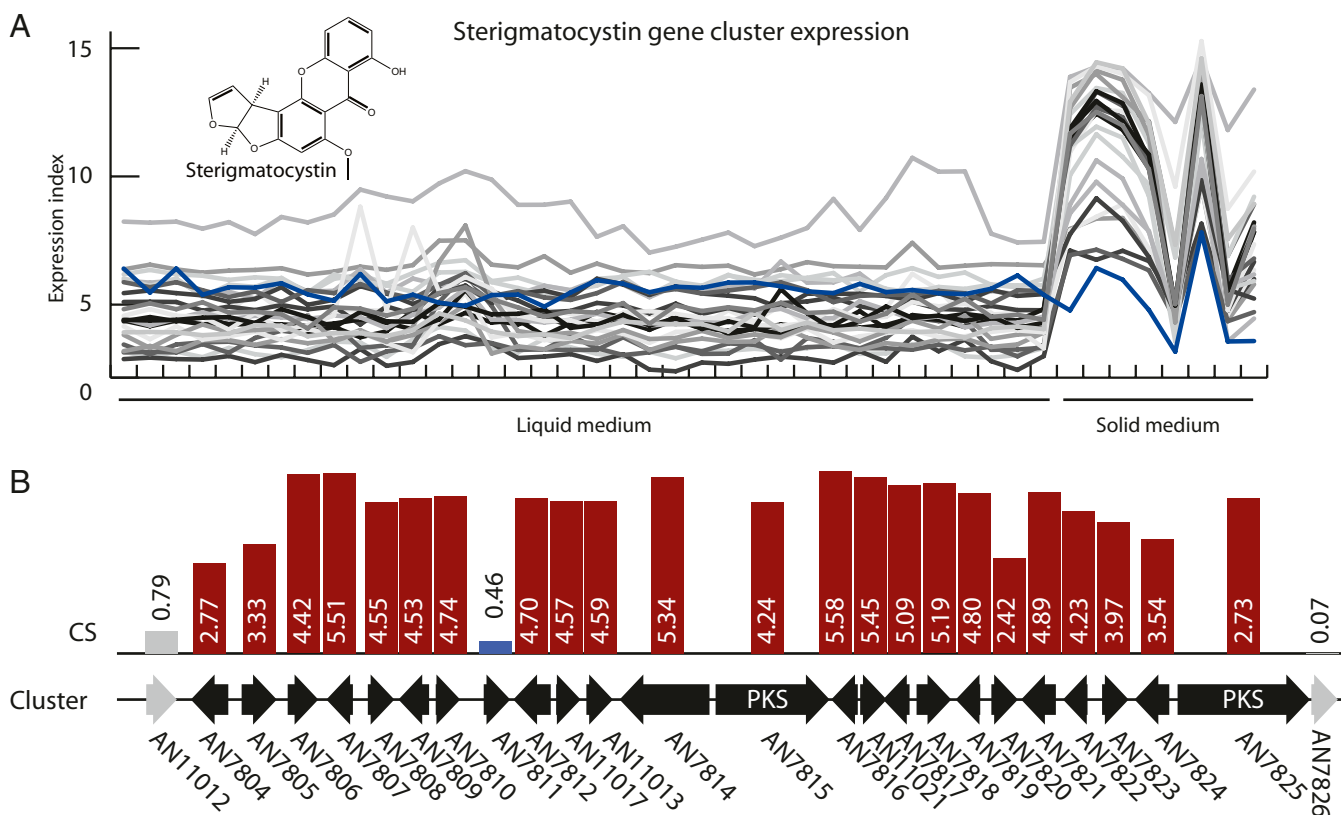 A
Sterigmatocystin gene cluster expression
15
10
5
0
Expression index
H
O
OH
O
O
H
O
O
Sterigmatocystin
Liquid medium
Solid medium
B
CS
0.79
2.77
3.33
4.42
5.51
4.55
4.53
4.74
0.46
4.70
4.57
4.59
5.34
4.24
5.58
5.45
5.09
5.19
4.80
2.42
4.89
4.23
3.97
3.54
2.73
0.07
Cluster
PKS
PKS
AN11012
AN7804
AN7805
AN7806
AN7807
AN7808
AN7809
AN7810
AN7811
AN7812
AN11017
AN11013
AN7814
AN7815
AN7816
AN11021
AN7817
AN7818
AN7819
AN7820
AN7821
AN7822
AN7823
AN7824
AN7825
AN7826